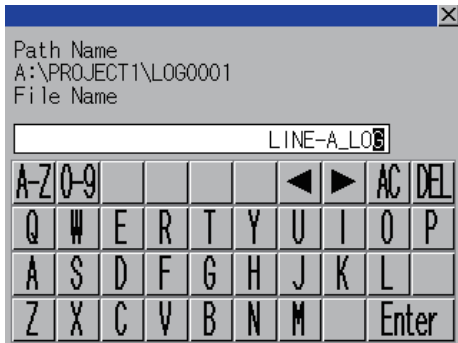 Path Name
A:\PROJECT1\LOG0001
File Name
LINE-A_LOG
A-Z 0-9 ◀ ▶ AC DEL
Q W E R T Y U I O P
A S D F G H J K L
Z X C V B N M Enter